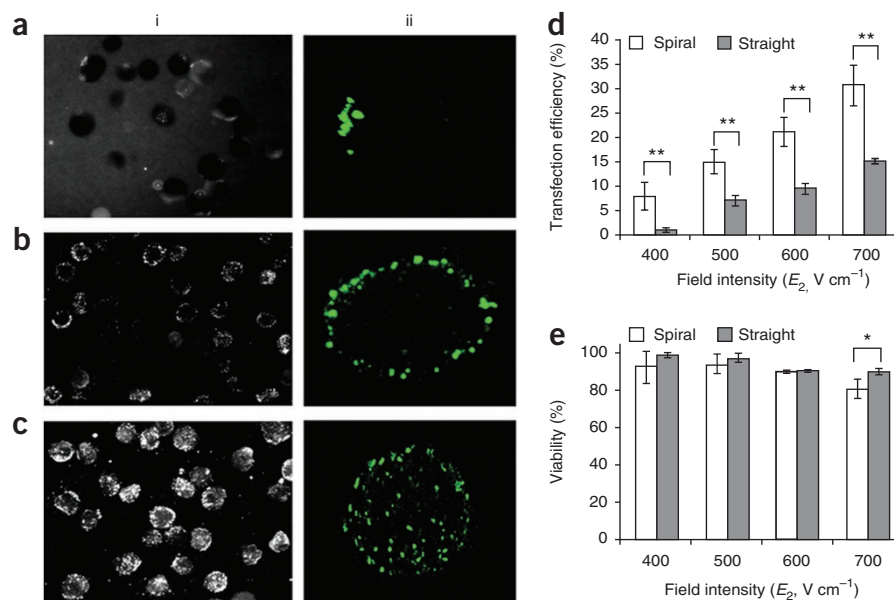 i
ii
a
b
c
d
Spiral
Straight
Transfection efficiency (%)
40
35
30
25
20
15
10
5
0
**
**
**
**
400
500
600
700
Field intensity (E2, V cm−1)
e
Spiral
Straight
Viability (%)
100
80
60
40
20
0
*
400
500
600
700
Field intensity (E2, V cm−1)